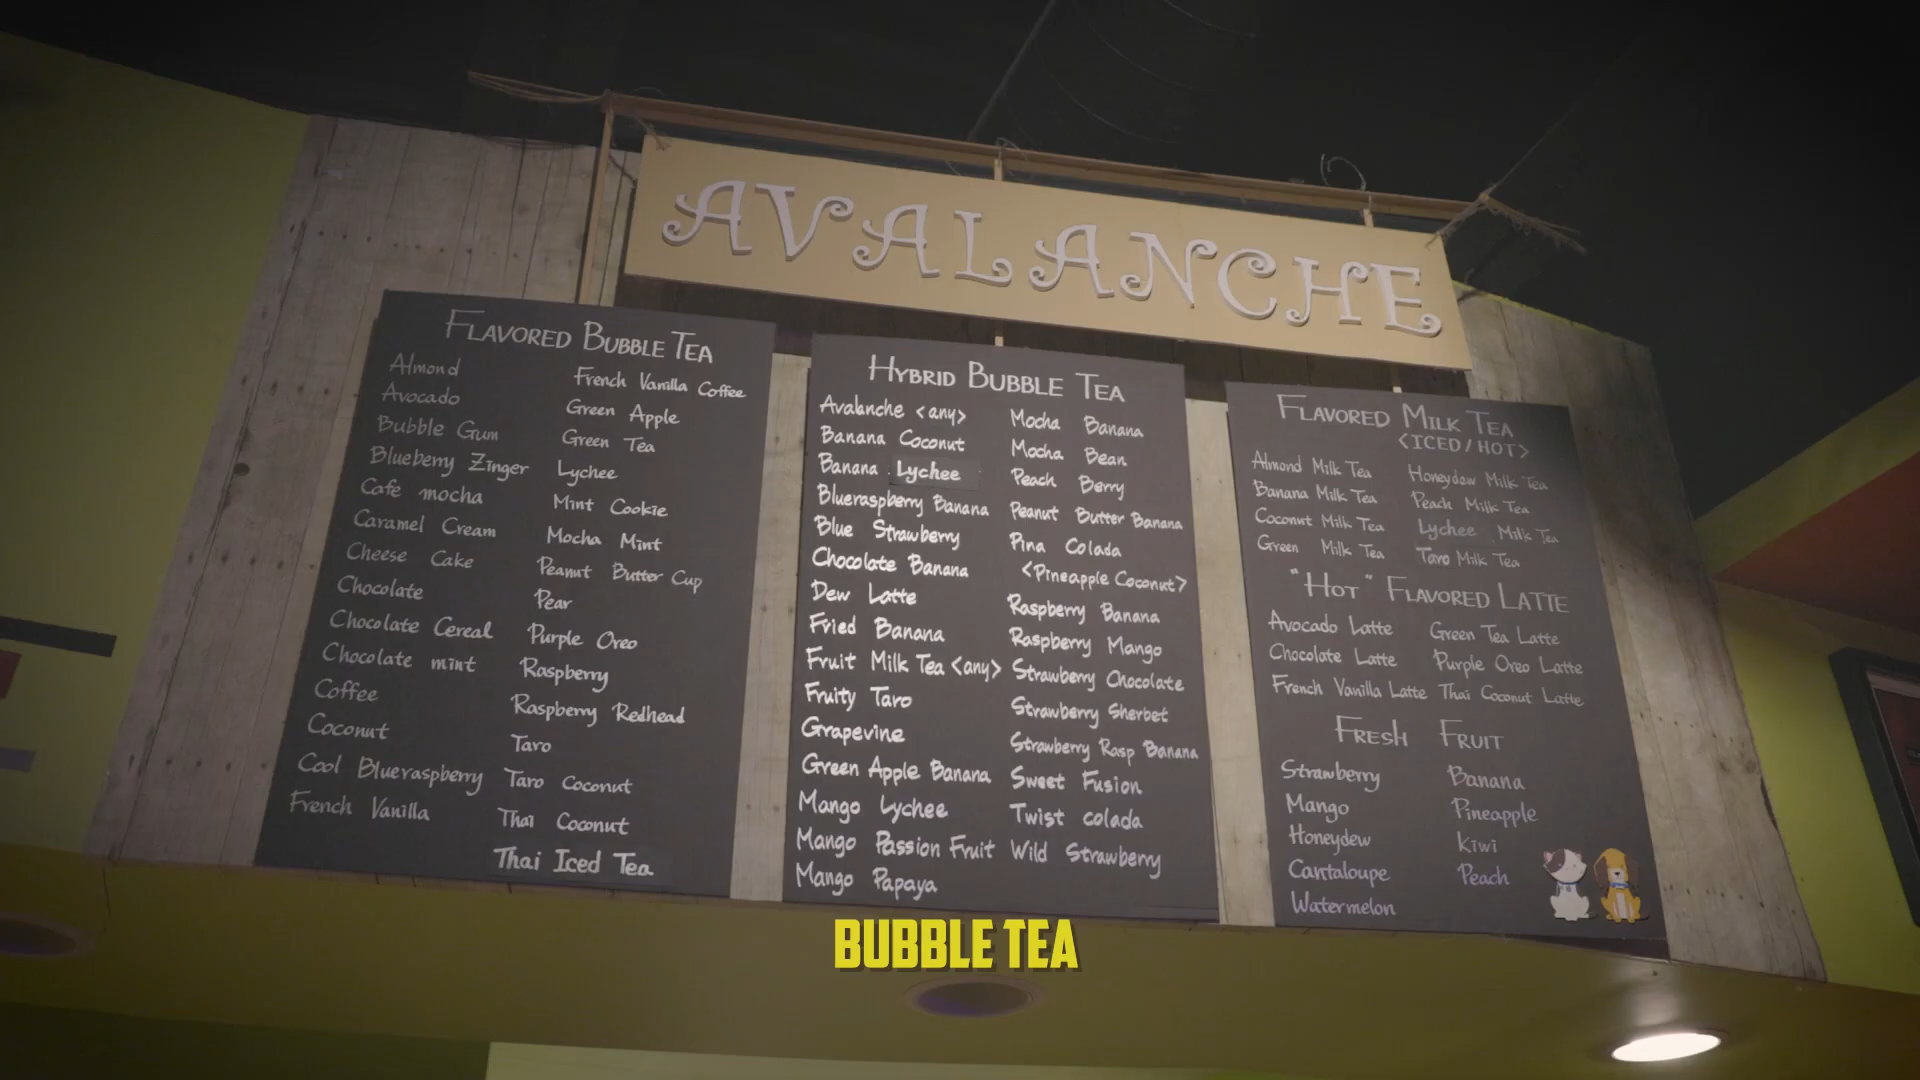 AVALANCHE
FLAVORED BUBBLE TEA
Almond
Avocado
Bubble Gum
Blueberry Zinger
Cafe mocha
Caramel Cream
Cheese Cake
Chocolate
Chocolate Cereal
Chocolate mint
Coffee
Coconut
Cool Blueraspberry
French Vanilla
French Vanilla Coffee
Green Apple
Green Tea
Lychee
Mint Cookie
Mocha Mint
Peanut Butter Cup
Pear
Purple Oreo
Raspberry
Raspberry Redhead
Taro
Taro Coconut
Thai Coconut
Thai Iced Tea
HYBRID BUBBLE TEA
Avalanche <any>
Banana Coconut
Banana Lychee
Blueraspberry Banana
Blue Strawberry
Chocolate Banana
Dew Latte
Fried Banana
Fruit Milk Tea <any>
Fruity Taro
Grapevine
Green Apple Banana
Mango Lychee
Mango Passion Fruit
Mango Papaya
Mocha Banana
Mocha Bean
Peach Berry
Peanut Butter Banana
Pina Colada
<Pineapple Coconut>
Raspberry Banana
Raspberry Mango
Strawberry Chocolate
Strawberry Sherbet
Strawberry Rasp Banana
Sweet Fusion
Twist colada
Wild Strawberry
FLAVORED MILK TEA
<ICED/HOT>
Almond Milk Tea
Banana Milk Tea
Coconut Milk Tea
Green Milk Tea
Honeydew Milk Tea
Peach Milk Tea
Lychee Milk Tea
Taro Milk Tea
"HOT" FLAVORED LATTE
Avocado Latte
Chocolate Latte
French Vanilla Latte
Green Tea Latte
Purple Oreo Latte
Thai Coconut Latte
FRESH FRUIT
Strawberry
Mango
Honeydew
Cantaloupe
Watermelon
Banana
Pineapple
Kiwi
Peach
BUBBLE TEA